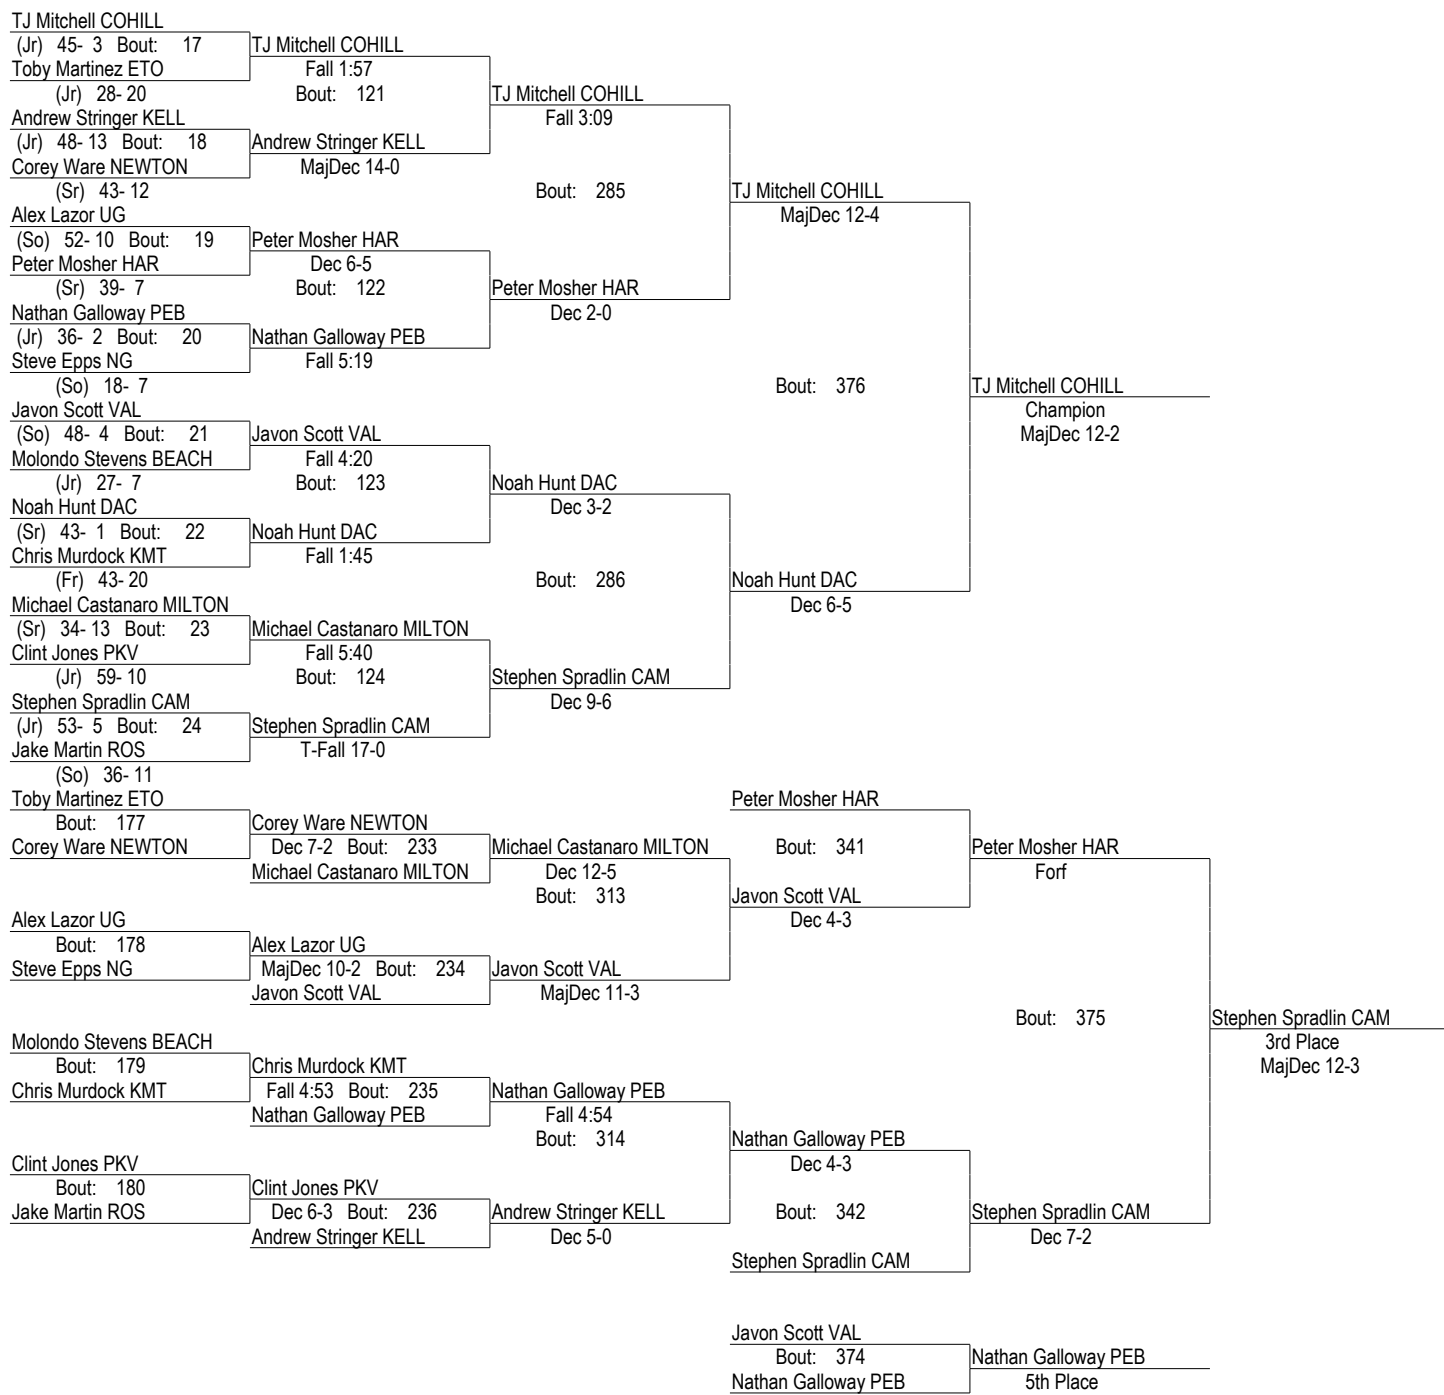 TJ Mitchell COHILL
(Jr) 45- 3 Bout: 17 TJ Mitchell COHILL
Toby Martinez ETO Fall 1:57
(Jr) 28- 20 Bout: 121 TJ Mitchell COHILL
Andrew Stringer KELL Fall 3:09
(Jr) 48- 13 Bout: 18 Andrew Stringer KELL
Corey Ware NEWTON MajDec 14-0
(Sr) 43- 12 Bout: 285 TJ Mitchell COHILL
Alex Lazor UG MajDec 12-4
(So) 52- 10 Bout: 19 Peter Mosher HAR
Peter Mosher HAR Dec 6-5
(Sr) 39- 7 Bout: 122 Peter Mosher HAR
Nathan Galloway PEB Dec 2-0
(Jr) 36- 2 Bout: 20 Nathan Galloway PEB
Steve Epps NG Fall 5:19
(So) 18- 7 Bout: 376 TJ Mitchell COHILL
Javon Scott VAL Champion
(So) 48- 4 Bout: 21 Javon Scott VAL MajDec 12-2
Molondo Stevens BEACH Fall 4:20
(Jr) 27- 7 Bout: 123 Noah Hunt DAC
Noah Hunt DAC Dec 3-2
(Sr) 43- 1 Bout: 22 Noah Hunt DAC
Chris Murdock KMT Fall 1:45
(Fr) 43- 20 Bout: 286 Noah Hunt DAC
Michael Castanaro MILTON Dec 6-5
(Sr) 34- 13 Bout: 23 Michael Castanaro MILTON
Clint Jones PKV Fall 5:40
(Jr) 59- 10 Bout: 124 Stephen Spradlin CAM
Stephen Spradlin CAM Dec 9-6
(Jr) 53- 5 Bout: 24 Stephen Spradlin CAM
Jake Martin ROS T-Fall 17-0
(So) 36- 11
Toby Martinez ETO Peter Mosher HAR
Bout: 177 Corey Ware NEWTON
Corey Ware NEWTON Dec 7-2 Bout: 233 Michael Castanaro MILTON Bout: 341 Peter Mosher HAR
Michael Castanaro MILTON Dec 12-5 Forf
Bout: 313 Javon Scott VAL
Alex Lazor UG Dec 4-3
Bout: 178 Alex Lazor UG
Steve Epps NG MajDec 10-2 Bout: 234 Javon Scott VAL
Javon Scott VAL MajDec 11-3
Bout: 375 Stephen Spradlin CAM
Molondo Stevens BEACH 3rd Place
Bout: 179 Chris Murdock KMT MajDec 12-3
Chris Murdock KMT Fall 4:53 Bout: 235 Nathan Galloway PEB
Nathan Galloway PEB Fall 4:54
Bout: 314 Nathan Galloway PEB
Clint Jones PKV Dec 4-3
Bout: 180 Clint Jones PKV
Jake Martin ROS Dec 6-3 Bout: 236 Andrew Stringer KELL Bout: 342 Stephen Spradlin CAM
Andrew Stringer KELL Dec 5-0 Dec 7-2
Stephen Spradlin CAM
Javon Scott VAL
Bout: 374 Nathan Galloway PEB
Nathan Galloway PEB 5th Place